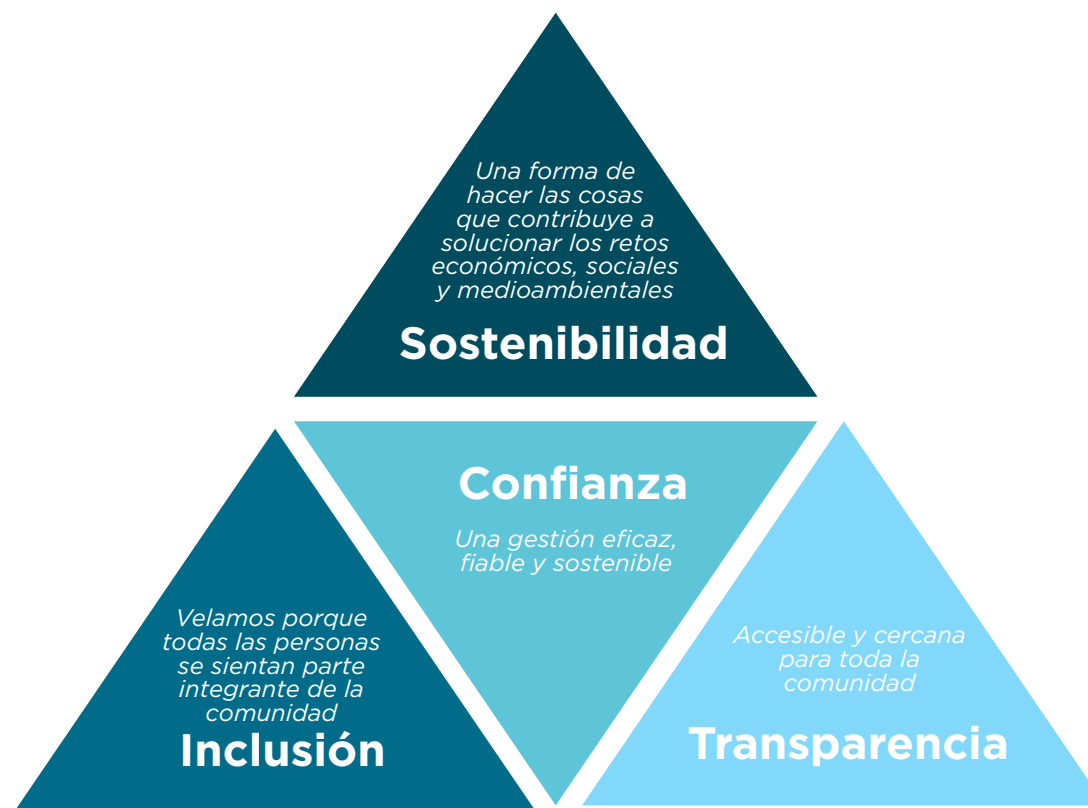 Una forma de
hacer las cosas
que contribuye a
solucionar los retos
económicos, sociales
y medioambientales
Sostenibilidad
Confianza
Una gestión eficaz,
fiable y sostenible
Velamos porque
todas las personas
se sientan parte
integrante de la
comunidad
Inclusión
Accesible y cercana
para toda la
comunidad
Transparencia